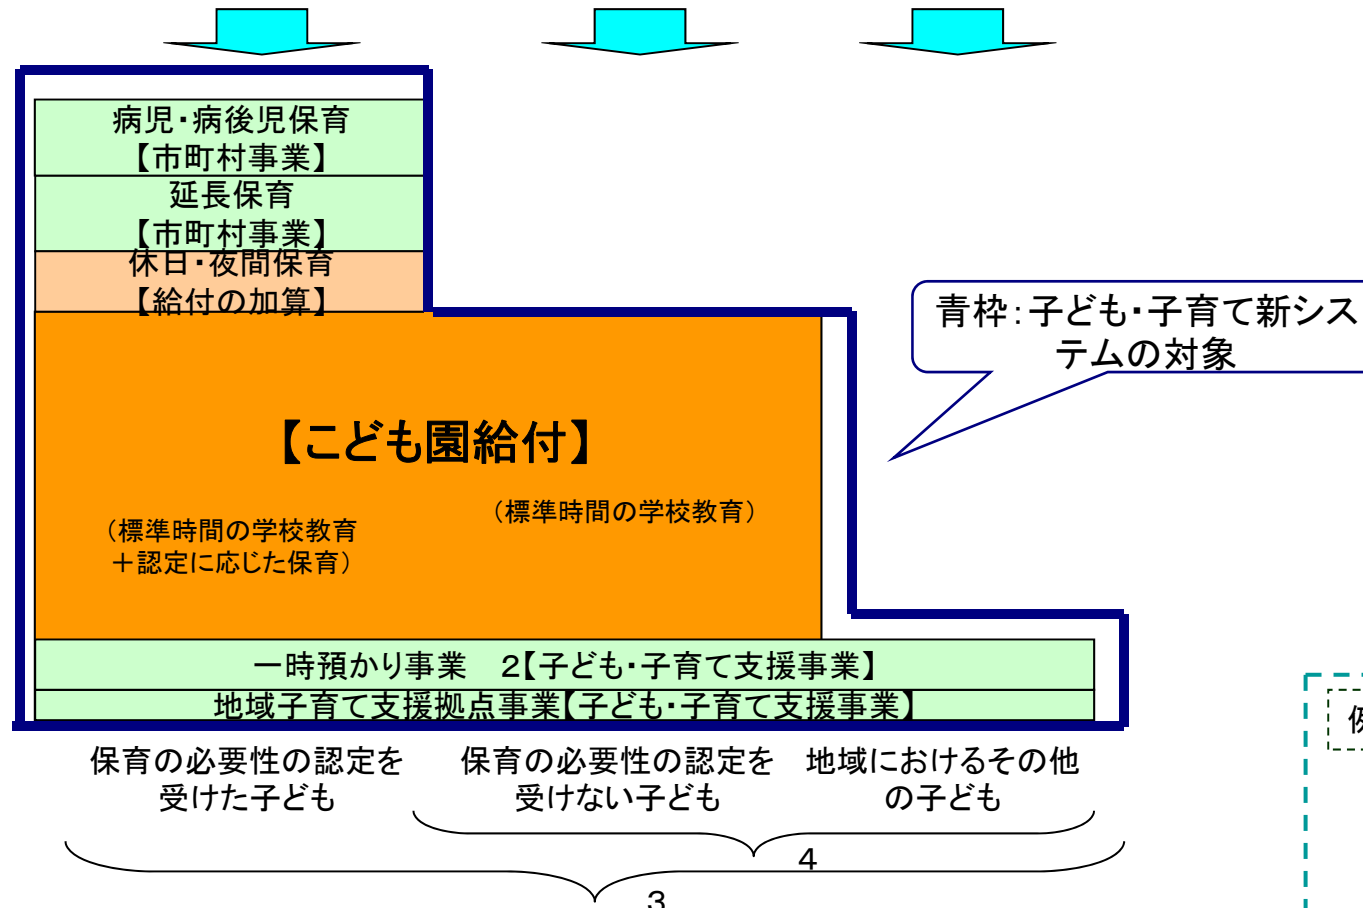 病児・病後児保育
【市町村事業】
延長保育
【市町村事業】
休日・夜間保育
【給付の加算】
青枠：子ども・子育て新シス
テムの対象
【こども園給付】
（標準時間の学校教育
＋認定に応じた保育）
（標準時間の学校教育）
一時預かり事業　２【子ども・子育て支援事業】
地域子育て支援拠点事業【子ども・子育て支援事業】
保育の必要性の認定を
受けた子ども
保育の必要性の認定を
受けない子ども
地域におけるその他
の子ども
４
３